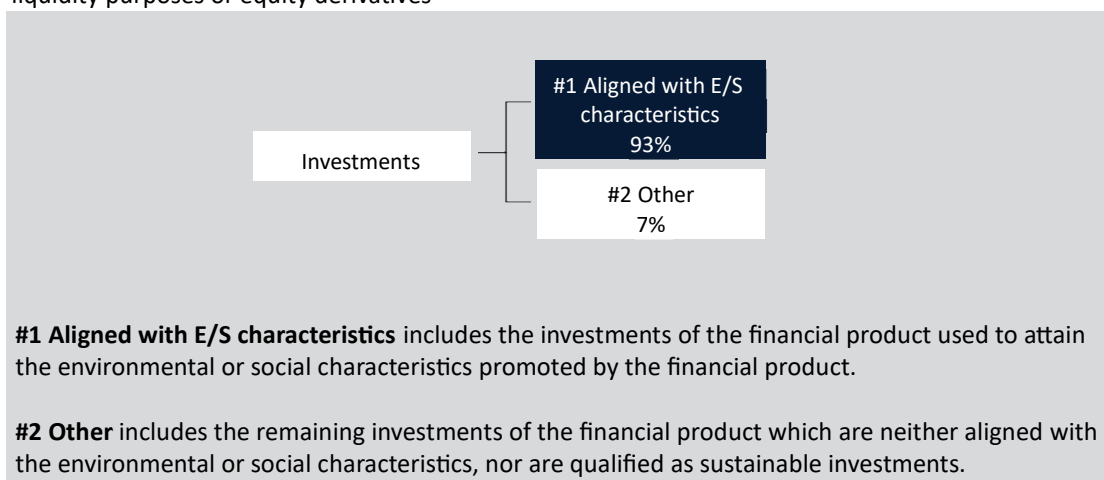 liquidity purposes or equity derivatives
#1 Aligned with E/S
characteristics
93%
Investments
#2 Other
7%
#1 Aligned with E/S characteristics includes the investments of the financial product used to attain
the environmental or social characteristics promoted by the financial product.
#2 Other includes the remaining investments of the financial product which are neither aligned with
the environmental or social characteristics, nor are qualified as sustainable investments.